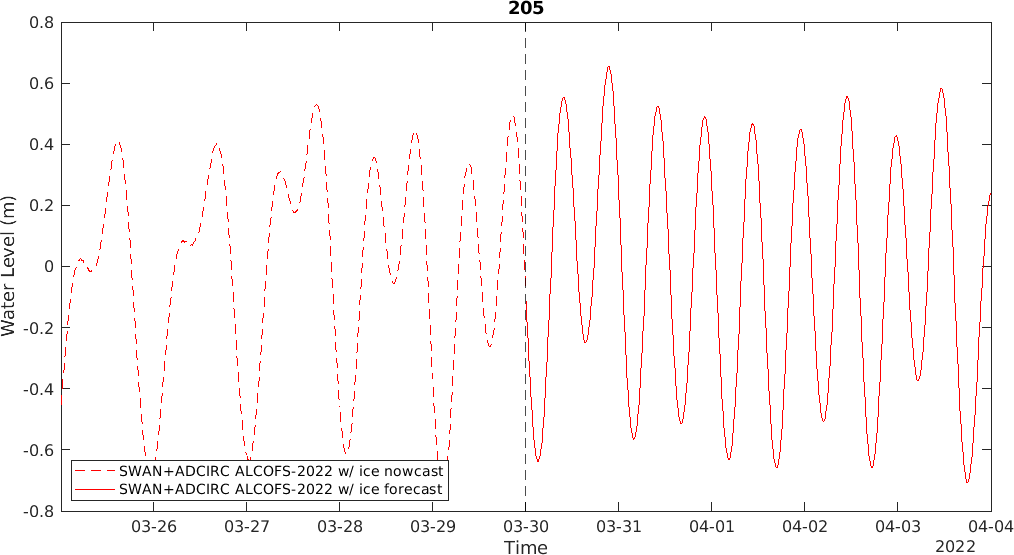 205
0.8
0.6
0.4
0.2
0
-0.2
-0.4
-0.6
-0.8
Water Level (m)
SWAN+ADCIRC ALCOFS-2022 w/ ice nowcast
SWAN+ADCIRC ALCOFS-2022 w/ ice forecast
03-26 03-27 03-28 03-29 03-30 03-31 04-01 04-02 04-03 04-04
Time
2022